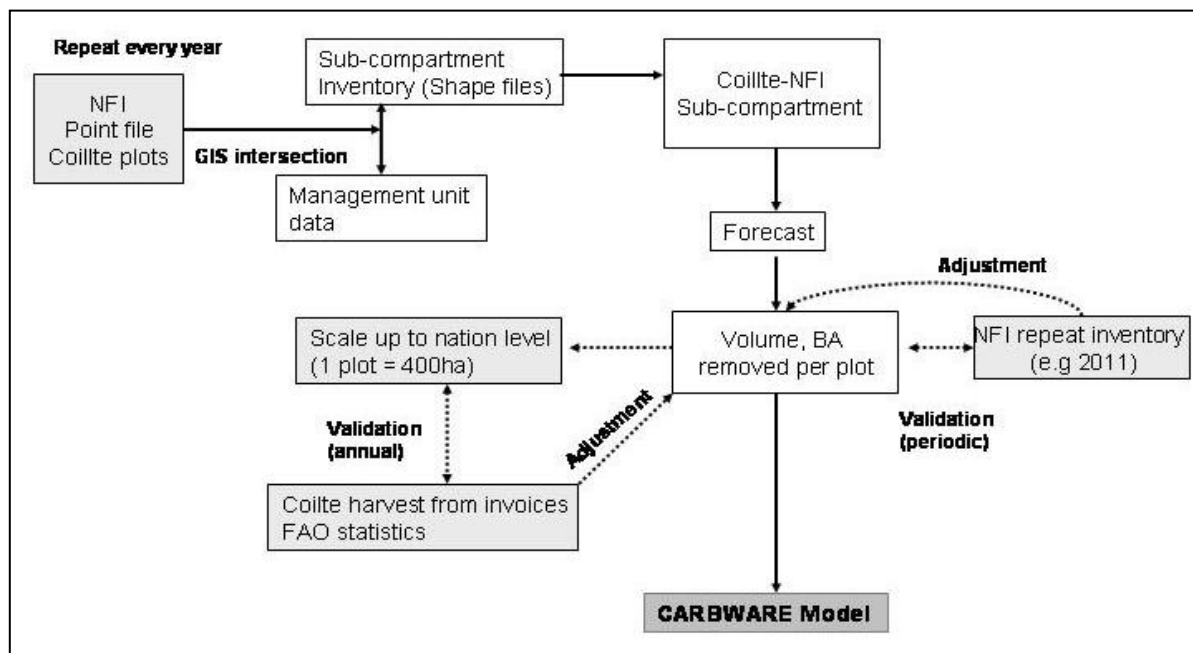 Repeat every year
NFI
Point file
Coillte plots
GIS intersection
Sub-compartment
Inventory (Shape files)
Management unit
data
Coillte-NFI
Sub-compartment
Forecast
Adjustment
Scale up to nation level
(1 plot = 400ha)
Volume, BA
removed per plot
NFI repeat inventory
(e.g 2011)
Validation
(annual)
Adjustment
Validation
(periodic)
Coilte harvest from invoices
FAO statistics
CARBWARE Model